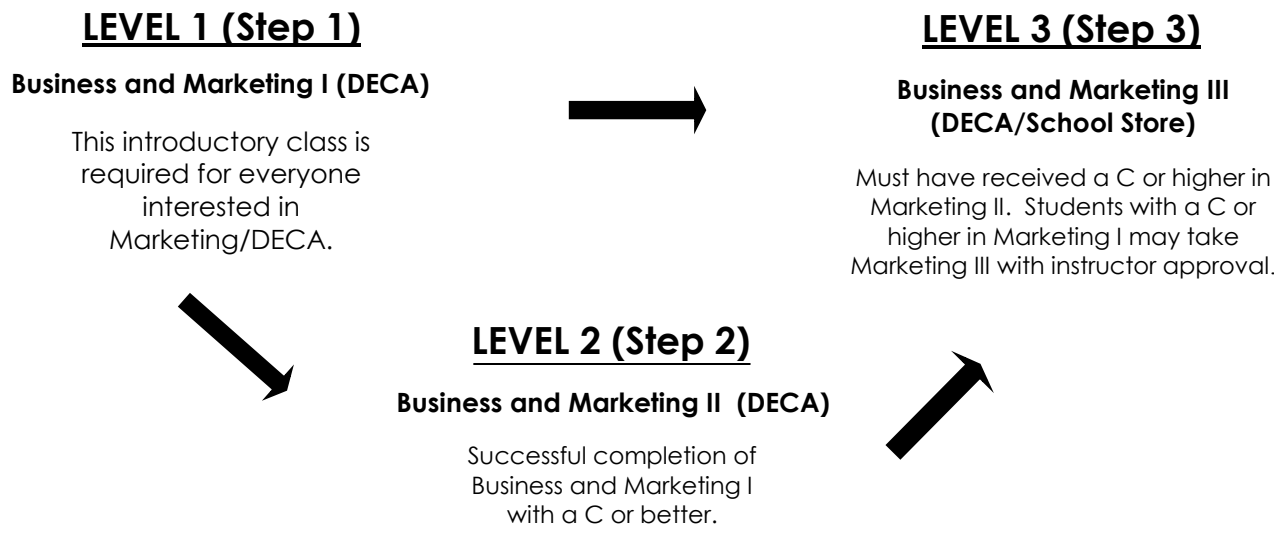 LEVEL 1 (Step 1)
Business and Marketing I (DECA)
This introductory class is
required for everyone
interested in
Marketing/DECA.
LEVEL 2 (Step 2)
Business and Marketing II  (DECA)
Successful completion of
Business and Marketing I
with a C or better.
LEVEL 3 (Step 3)
Business and Marketing III
(DECA/School Store)
Must have received a C or higher in
Marketing II.  Students with a C or
higher in Marketing I may take
Marketing III with instructor approval.